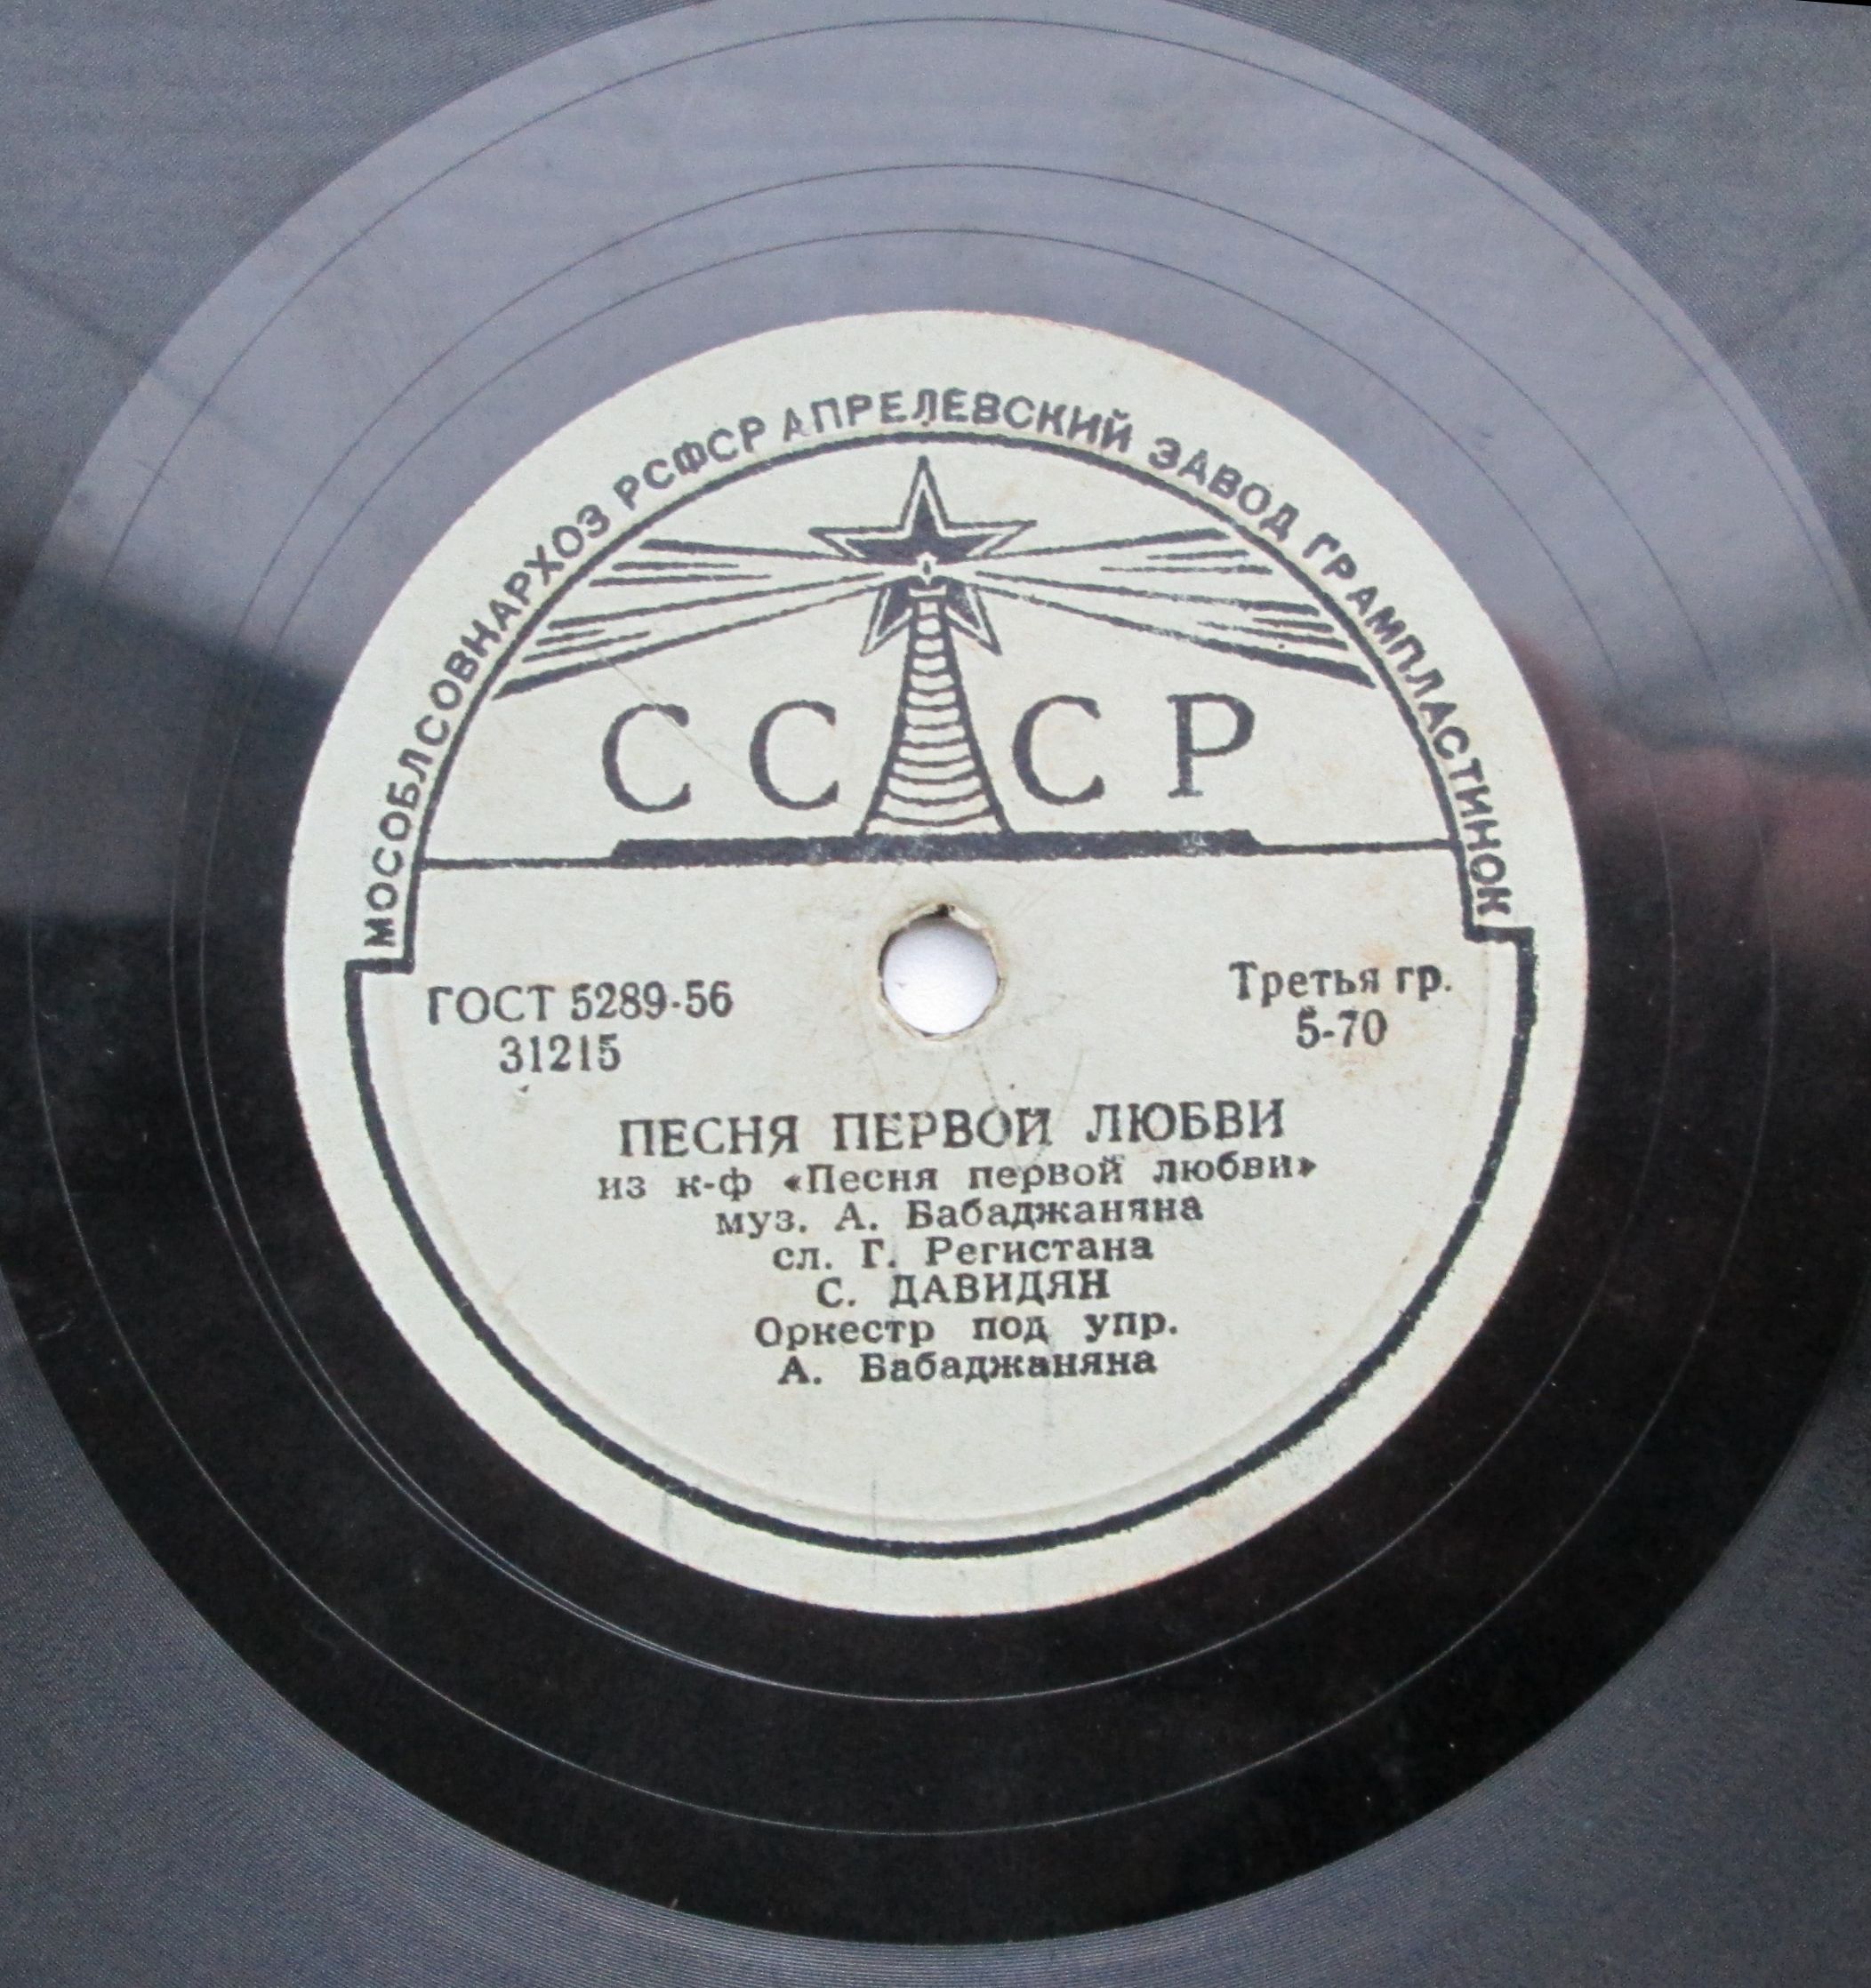 МОСОБЛСОВНАРХОЗ РСФСР АПРЕЛЕВСКИЙ ЗАВОД ГРАМПЛАСТИНОК
СССР
ГОСТ 5289-56
31215
Третья гр.
5-70
ПЕСНЯ ПЕРВОЙ ЛЮБВИ
из к-ф «Песня первой любви»
муз. А. Бабаджаняна
сл. Г. Регистана
С. ДАВИДЯН
Оркестр под упр.
А. Бабаджаняна